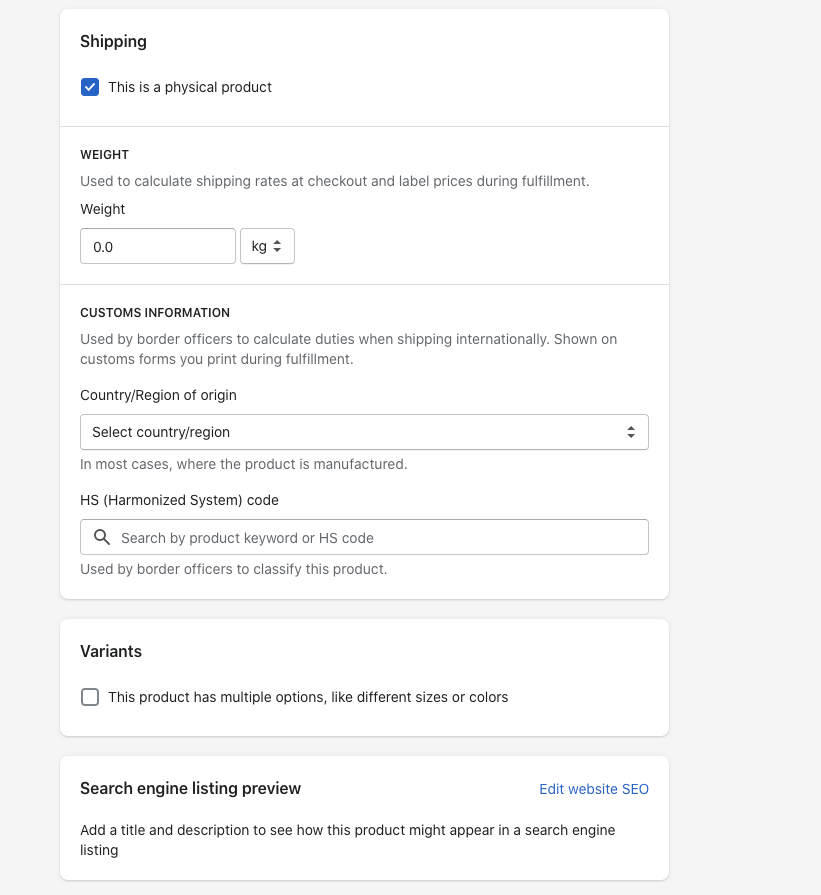 Shipping
This is a physical product
WEIGHT
Used to calculate shipping rates at checkout and label prices during fulfillment.
Weight
0.0
kg
CUSTOMS INFORMATION
Used by border officers to calculate duties when shipping internationally. Shown on
customs forms you print during fulfillment.
Country/Region of origin
Select country/region
In most cases, where the product is manufactured.
HS (Harmonized System) code
Search by product keyword or HS code
Used by border officers to classify this product.
Variants
This product has multiple options, like different sizes or colors
Search engine listing preview
Edit website SEO
Add a title and description to see how this product might appear in a search engine
listing